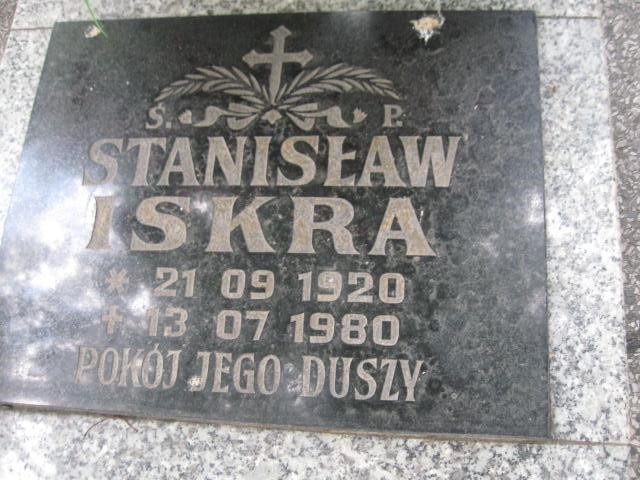 Ś. P.
STANISŁAW
ISKRA
* 21 09 1920
+ 13 07 1980
POKÓJ JEGO DUSZY